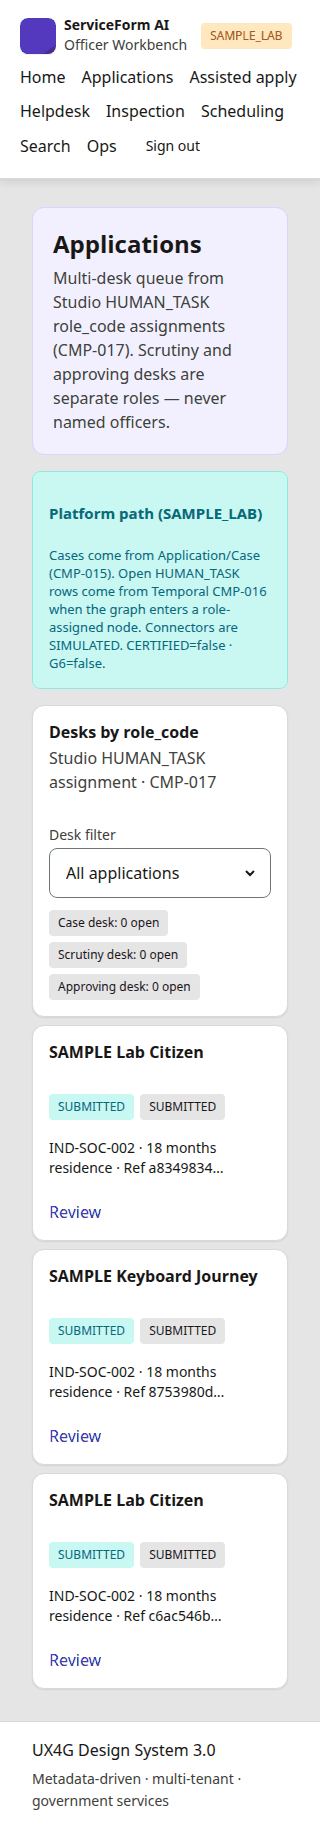 ServiceForm AI
Officer Workbench
SAMPLE_LAB
Home Applications Assisted apply
Helpdesk Inspection Scheduling
Search Ops Sign out
Applications
Multi-desk queue from
Studio HUMAN_TASK
role_code assignments
(CMP-017). Scrutiny and
approving desks are
separate roles — never
named officers.
Platform path (SAMPLE_LAB)
Cases come from Application/Case
(CMP-015). Open HUMAN_TASK
rows come from Temporal CMP-016
when the graph enters a role-
assigned node. Connectors are
SIMULATED. CERTIFIED=false ·
G6=false.
Desks by role_code
Studio HUMAN_TASK
assignment · CMP-017
Desk filter
All applications
Case desk: 0 open
Scrutiny desk: 0 open
Approving desk: 0 open
SAMPLE Lab Citizen
SUBMITTED SUBMITTED
IND-SOC-002 · 18 months
residence · Ref a8349834…
Review
SAMPLE Keyboard Journey
SUBMITTED SUBMITTED
IND-SOC-002 · 18 months
residence · Ref 8753980d…
Review
SAMPLE Lab Citizen
SUBMITTED SUBMITTED
IND-SOC-002 · 18 months
residence · Ref c6ac546b…
Review
UX4G Design System 3.0
Metadata-driven · multi-tenant ·
government services